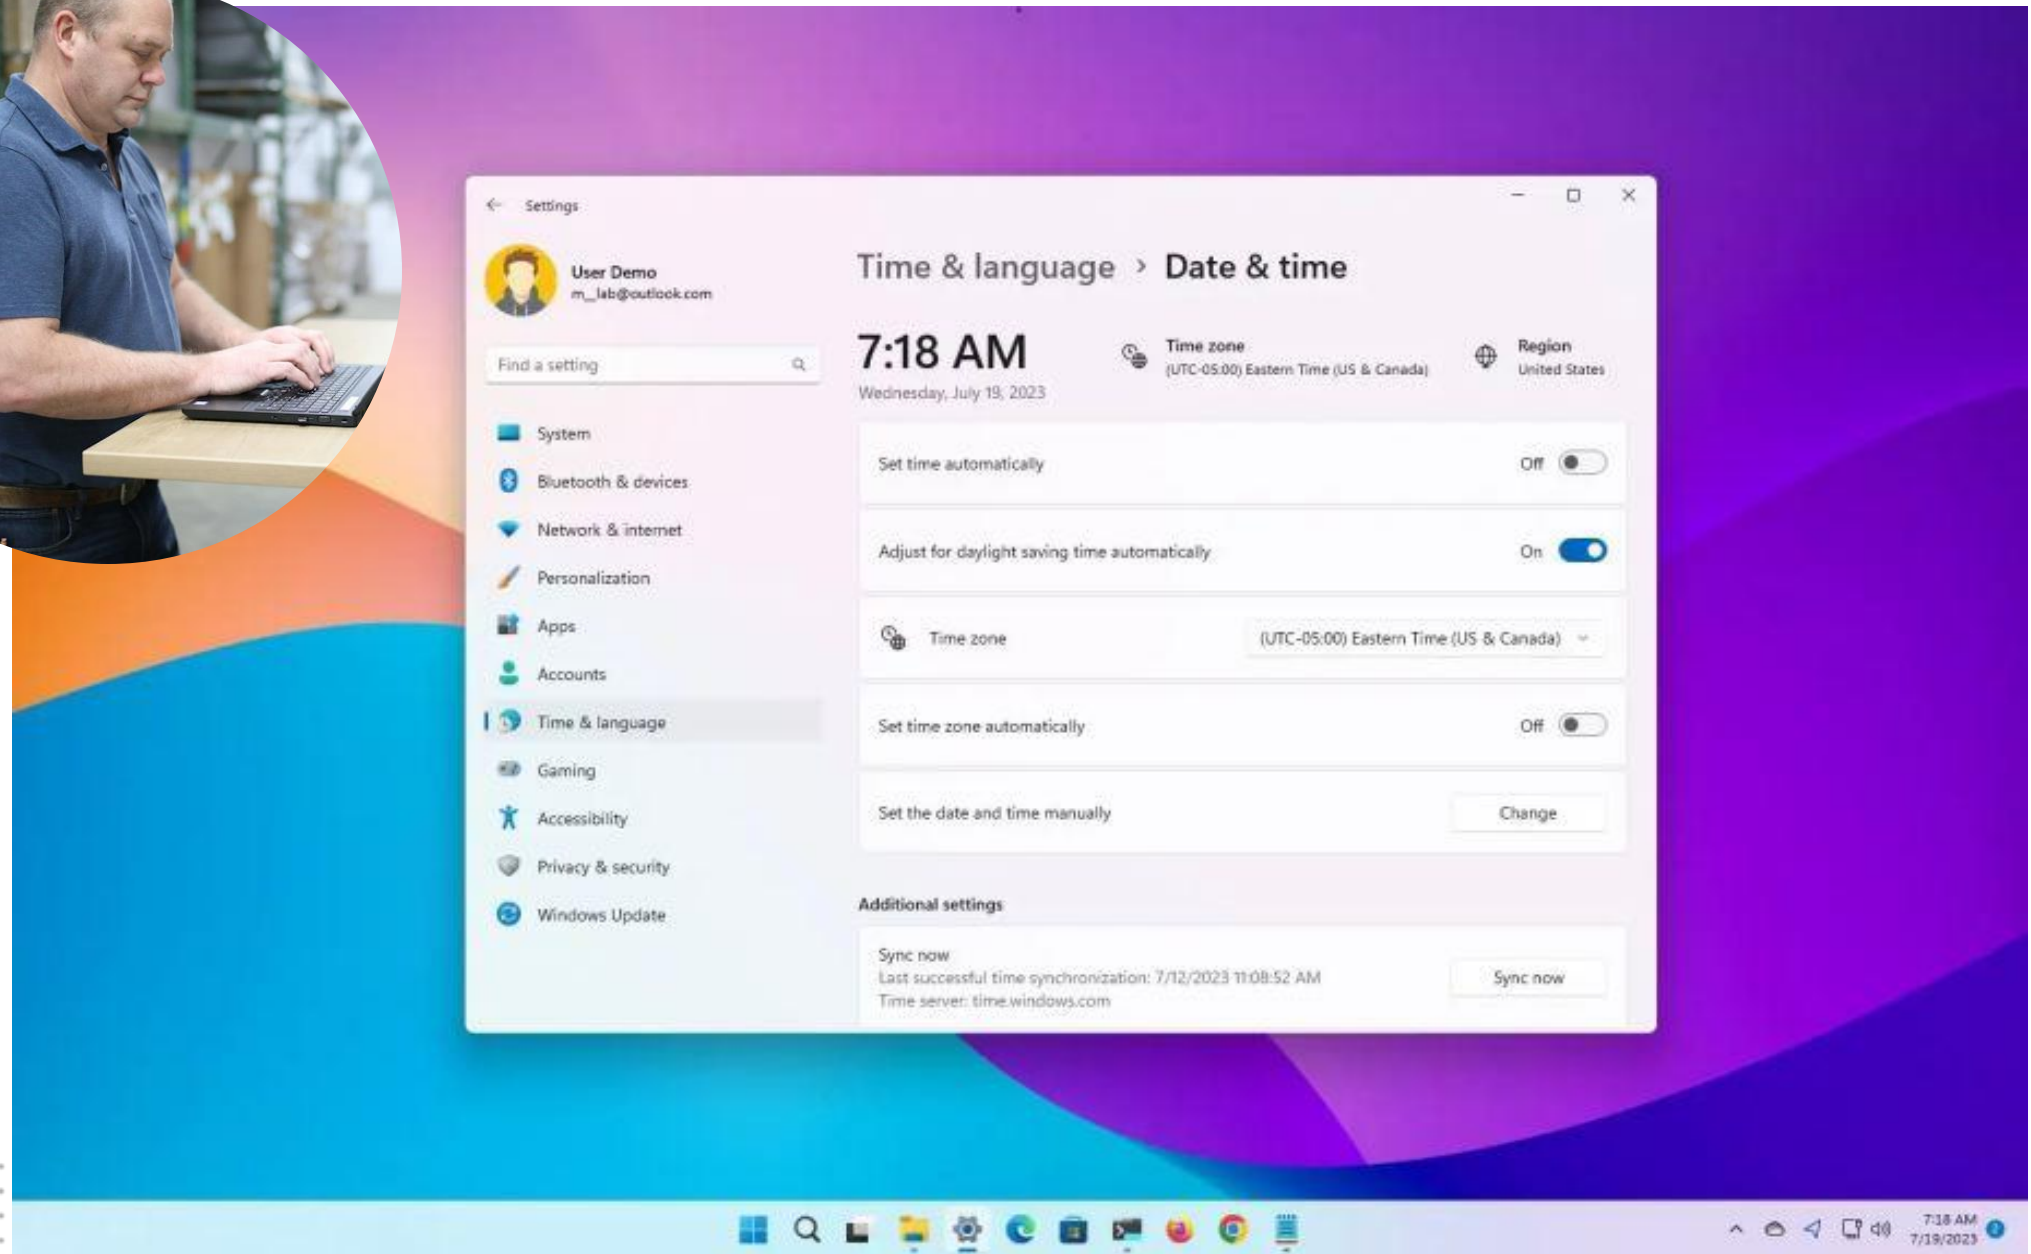 Settings
User Demo
m_lab@outlook.com
Find a setting
System
Bluetooth & devices
Network & internet
Personalization
Apps
Accounts
Time & language
Gaming
Accessibility
Privacy & security
Windows Update
Time & language > Date & time
7:18 AM
Wednesday, July 19, 2023
Time zone
(UTC-05:00) Eastern Time (US & Canada)
Region
United States
Set time automatically
Off
Adjust for daylight saving time automatically
On
Time zone
(UTC-05:00) Eastern Time (US & Canada)
Set time zone automatically
Off
Set the date and time manually
Change
Additional settings
Sync now
Last successful time synchronization: 7/12/2023 11:08:52 AM
Time server: time.windows.com
Sync now
7:18 AM
7/19/2023